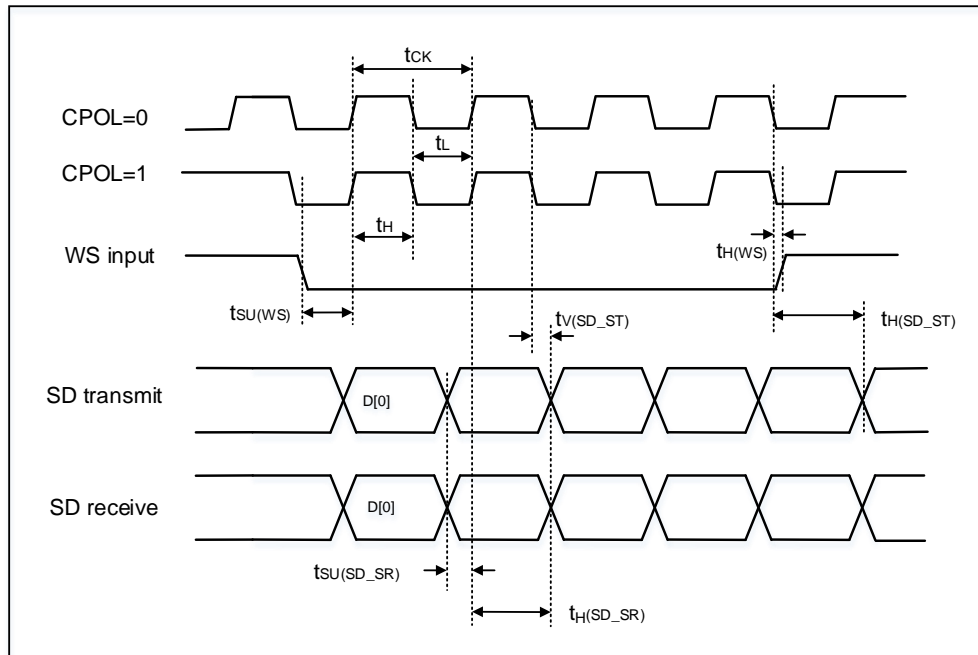 tCK
CPOL=0
tL
CPOL=1
tH
tH(WS)
WS input
tSU(WS)
tV(SD_ST)
tH(SD_ST)
SD transmit
D[0]
SD receive
D[0]
tSU(SD_SR)
tH(SD_SR)